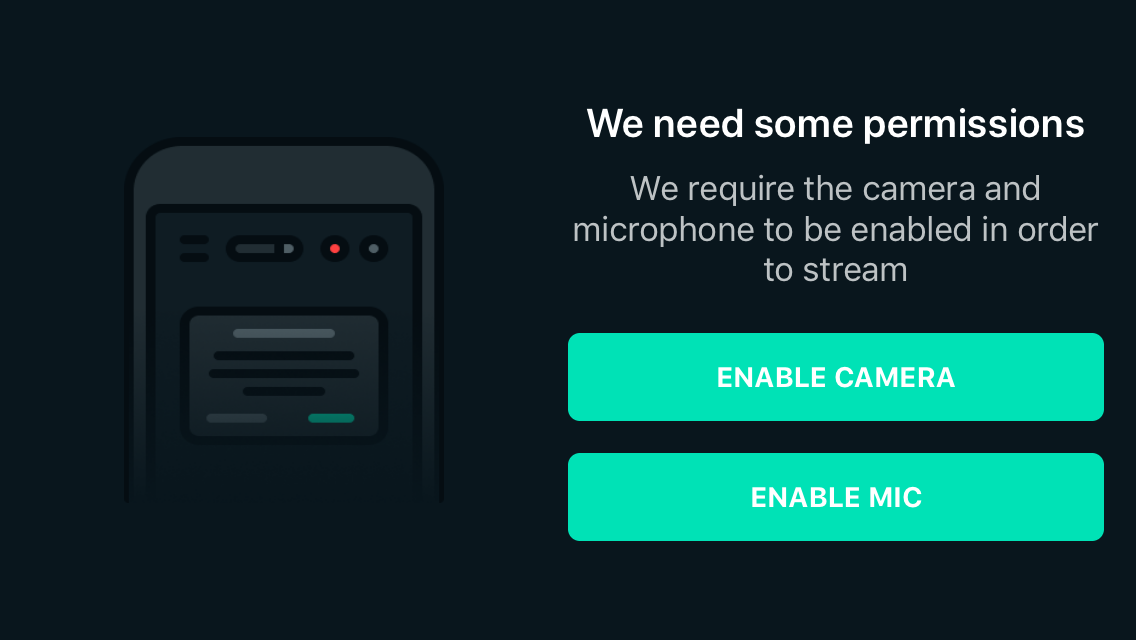 We need some permissions
We require the camera and
microphone to be enabled in order
to stream
ENABLE CAMERA
ENABLE MIC